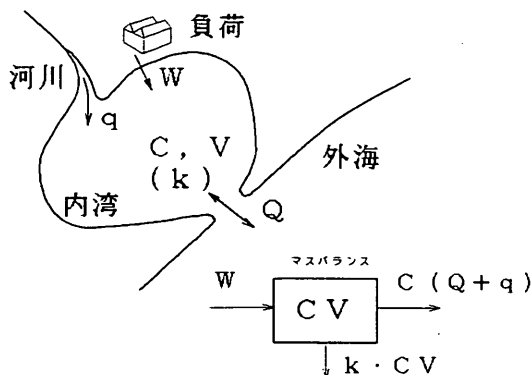 負荷
河川
W
q
C , V
(k)
外海
内湾
Q
マスバランス
W
CV
C (Q+q)
k・CV